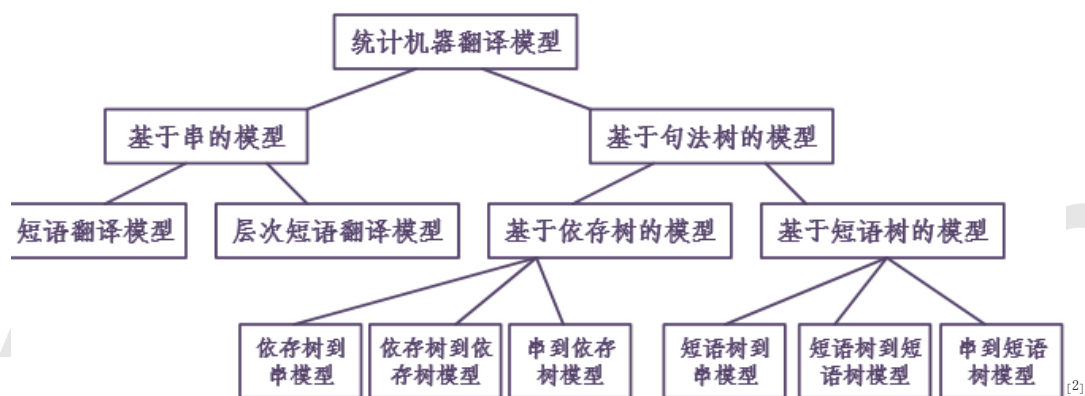 统计机器翻译模型
基于串的模型
基于句法树的模型
短语翻译模型
层次短语翻译模型
基于依存树的模型
基于短语树的模型
依存树到
串模型
依存树到依
存树模型
串到依存
树模型
短语树到
串模型
短语树到短
语树模型
串到短语
树模型
[2]